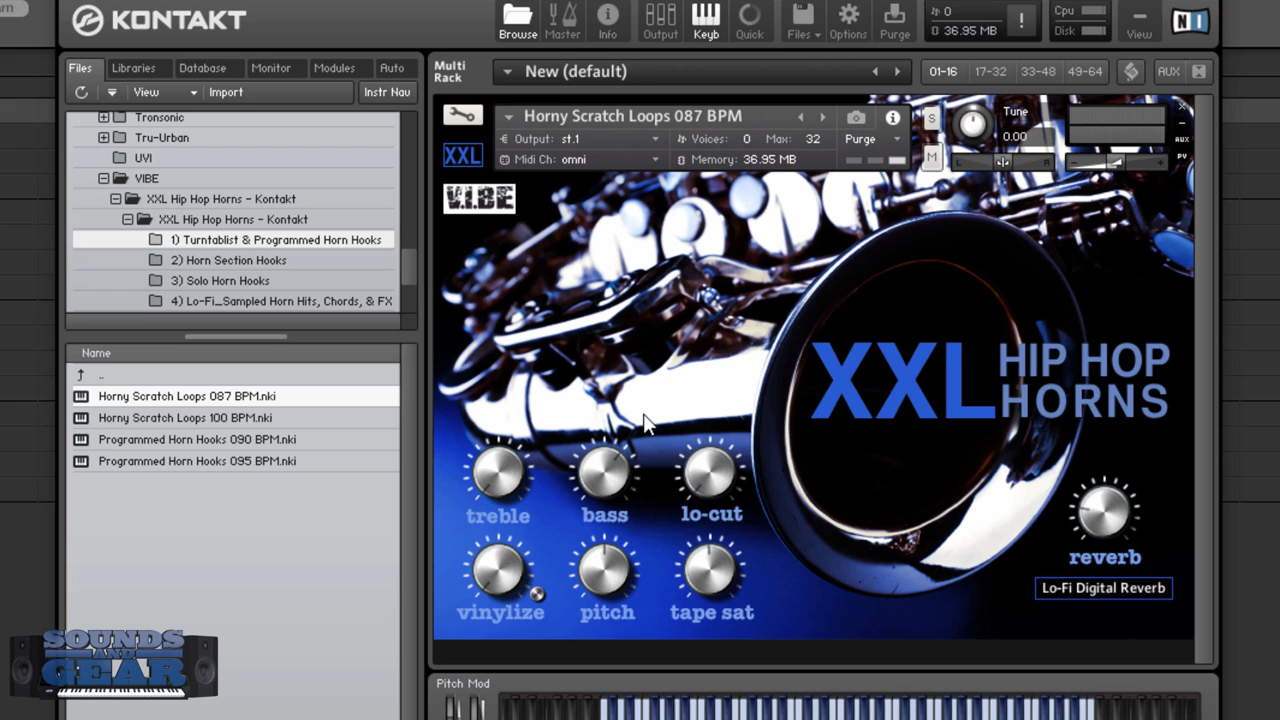 KONTAKT
Browse
Master
Info
Output
Keyb
Quick
Files
Options
Purge
0
36.95 MB
!
Cpu
Disk
View
NI
Files
Libraries
Database
Monitor
Modules
Auto
View
Import
Instr Nav
Tronsonic
Tru-Urban
UVI
VIBE
XXL Hip Hop Horns - Kontakt
XXL Hip Hop Horns - Kontakt
1) Turntablist & Programmed Horn Hooks
2) Horn Section Hooks
3) Solo Horn Hooks
4) Lo-Fi_Sampled Horn Hits, Chords, & FX
Name
..
Horny Scratch Loops 087 BPM.nki
Horny Scratch Loops 100 BPM.nki
Programmed Horn Hooks 090 BPM.nki
Programmed Horn Hooks 095 BPM.nki
SOUNDS
AND
GEAR
Multi
Rack
New (default)
01-16
17-32
33-48
49-64
AUX
XXL
Horny Scratch Loops 087 BPM
Output: st.1
Voices: 0
Max: 32
Purge
Midi Ch: omni
Memory: 36.95 MB
S
M
Tune
0.00
L
R
AUX
PV
V.I.B.E
XXL HIP HOP
HORNS
treble
bass
lo-cut
vinylize
pitch
tape sat
reverb
Lo-Fi Digital Reverb
Pitch Mod